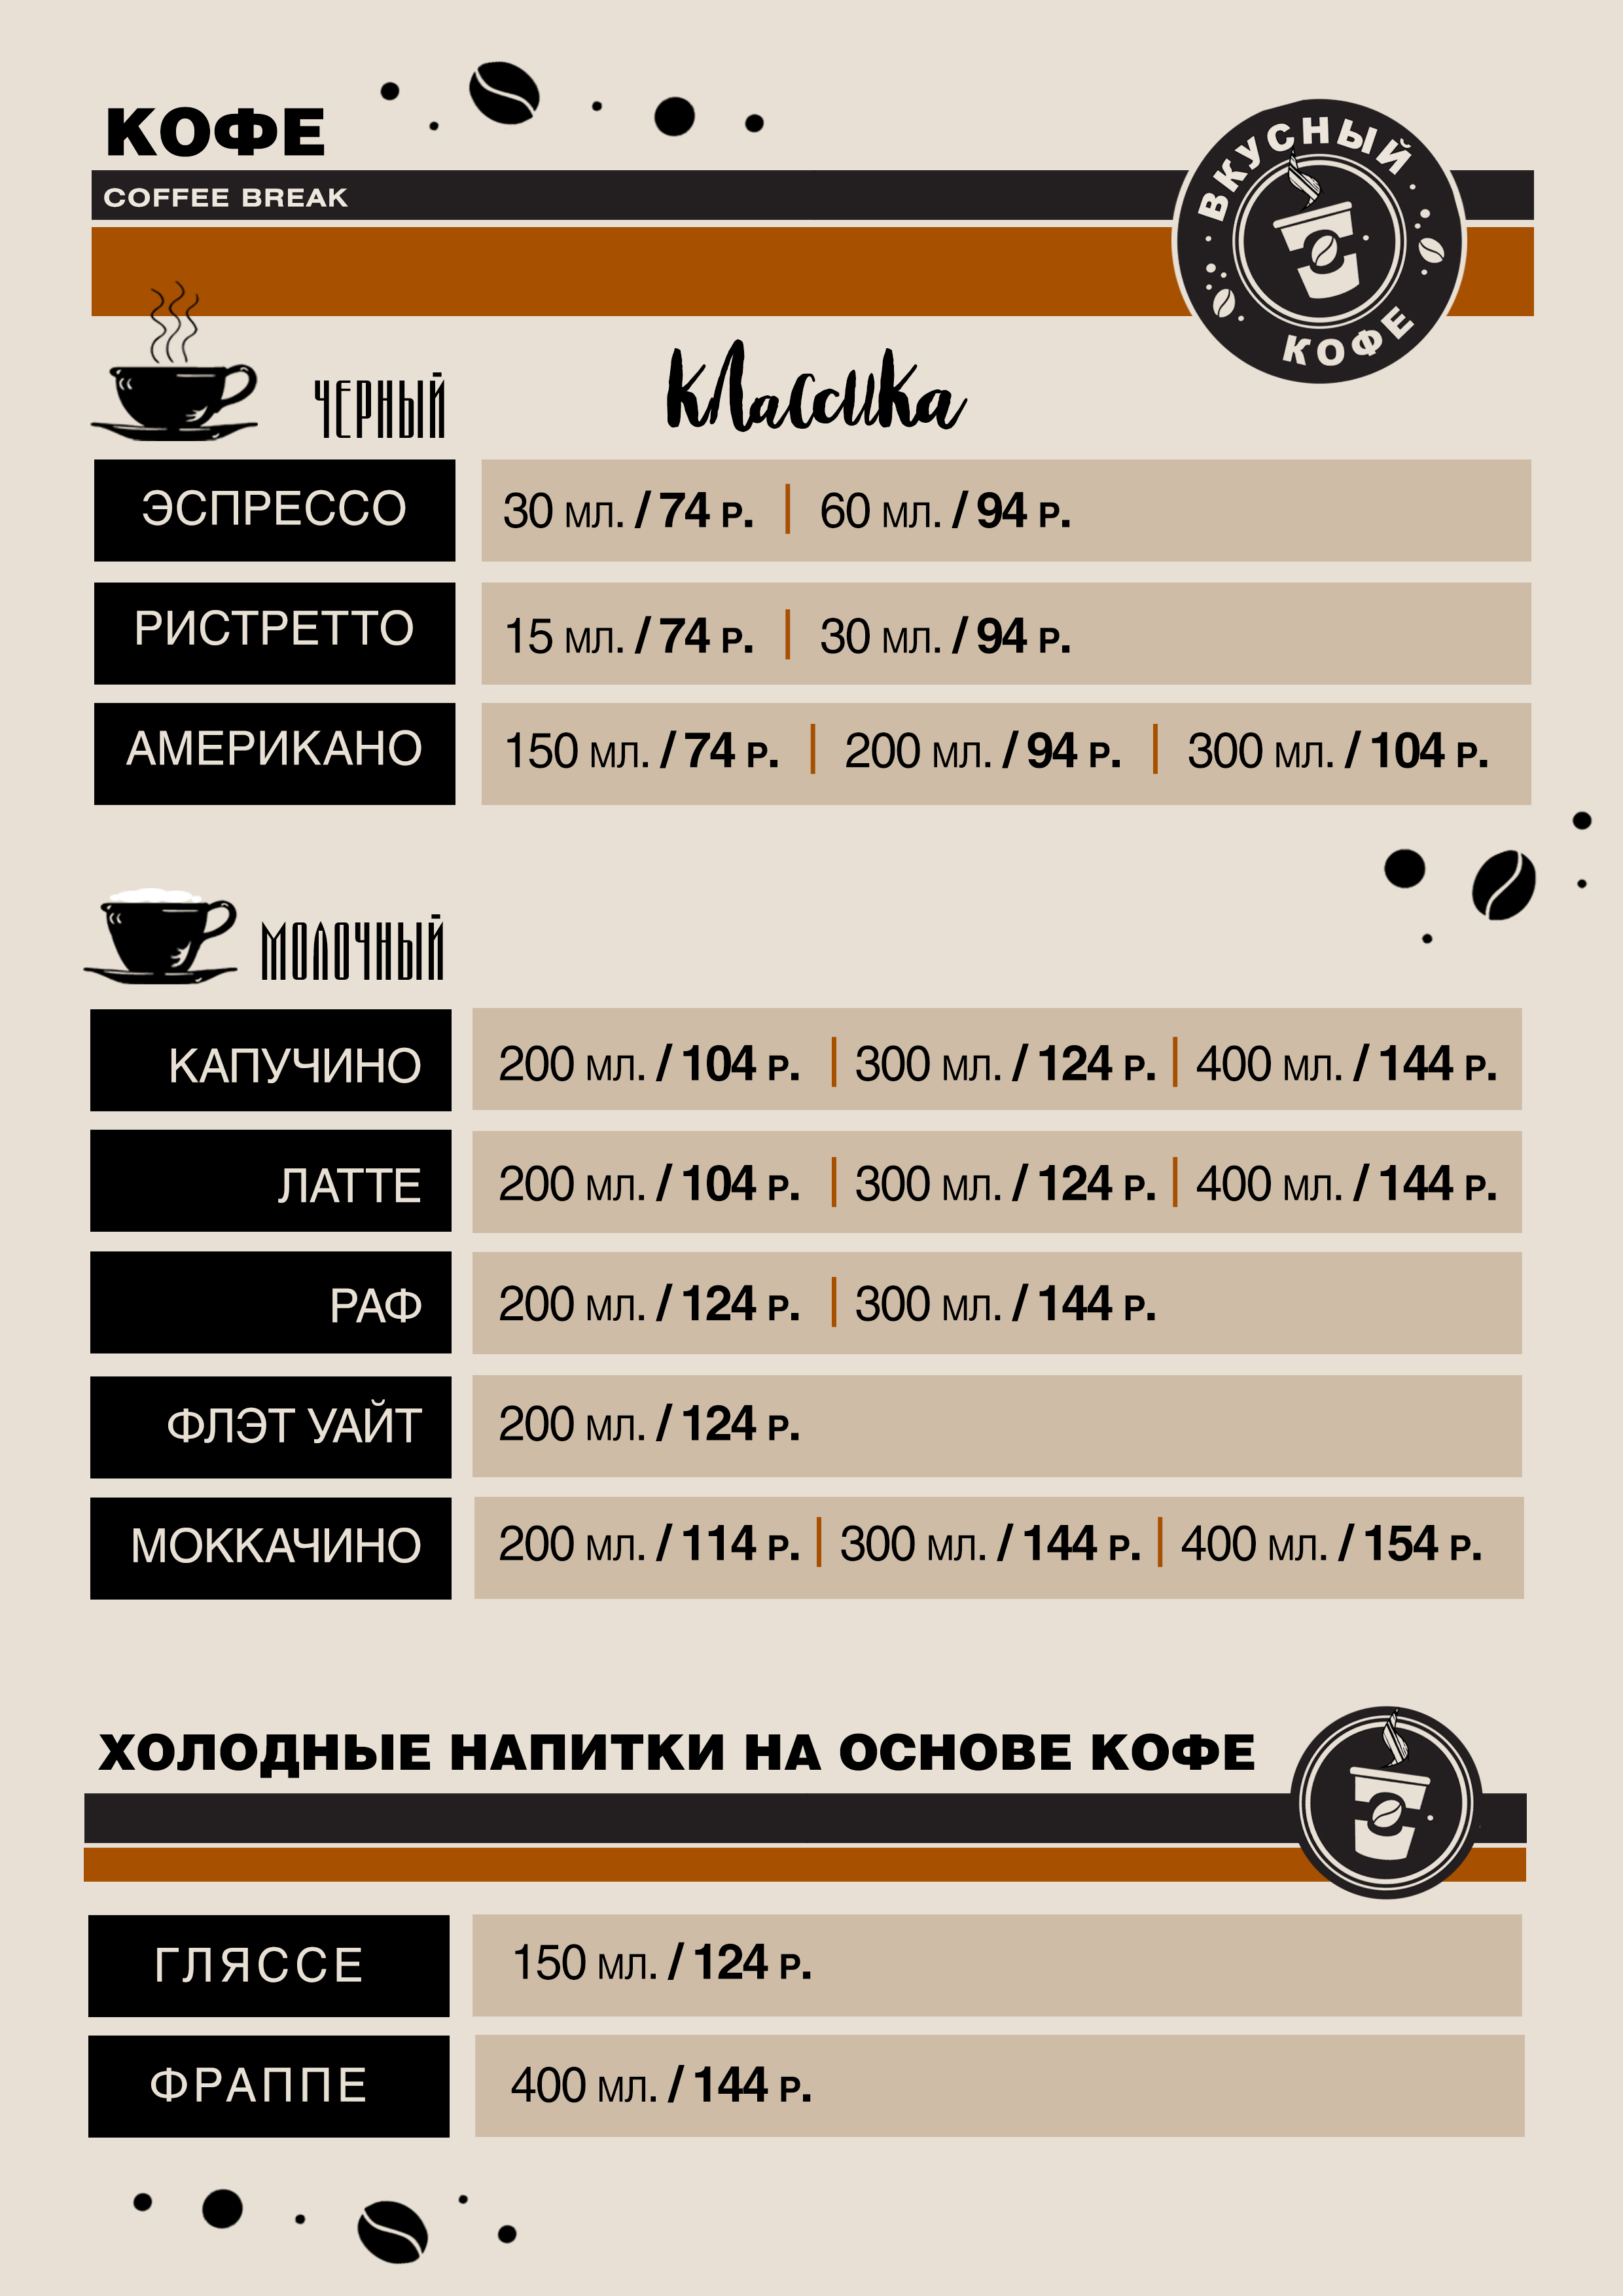 КОФЕ
COFFEE BREAK
ВКУСНЫЙ
КОФЕ
ЧЕРНЫЙ
Классика
ЭСПРЕССО 30 МЛ. / 74 Р. | 60 МЛ. / 94 Р.
РИСТРЕТТО 15 МЛ. / 74 Р. | 30 МЛ. / 94 Р.
АМЕРИКАНО 150 МЛ. / 74 Р. | 200 МЛ. / 94 Р. | 300 МЛ. / 104 Р.
МОЛОЧНЫЙ
КАПУЧИНО 200 МЛ. / 104 Р. | 300 МЛ. / 124 Р. | 400 МЛ. / 144 Р.
ЛАТТЕ 200 МЛ. / 104 Р. | 300 МЛ. / 124 Р. | 400 МЛ. / 144 Р.
РАФ 200 МЛ. / 124 Р. | 300 МЛ. / 144 Р.
ФЛЭТ УАЙТ 200 МЛ. / 124 Р.
МОККАЧИНО 200 МЛ. / 114 Р. | 300 МЛ. / 144 Р. | 400 МЛ. / 154 Р.
ХОЛОДНЫЕ НАПИТКИ НА ОСНОВЕ КОФЕ
ГЛЯССЕ 150 МЛ. / 124 Р.
ФРАППЕ 400 МЛ. / 144 Р.